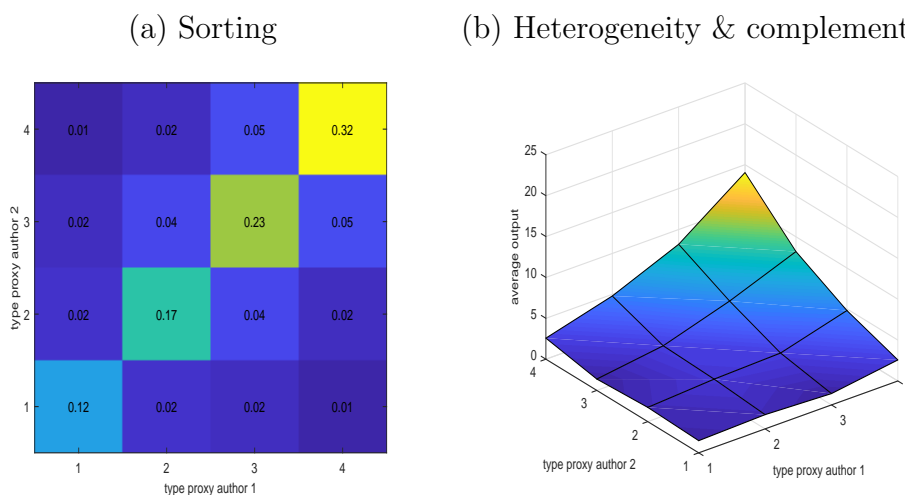 (a) Sorting
(b) Heterogeneity & complement
type proxy author 2
4
3
2
1
0.01 0.02 0.05 0.32
0.02 0.04 0.23 0.05
0.02 0.17 0.04 0.02
0.12 0.02 0.02 0.01
1 2 3 4
type proxy author 1
average output
25
20
15
10
5
0
4
3
2
1
type proxy author 2
1
2
3
type proxy author 1